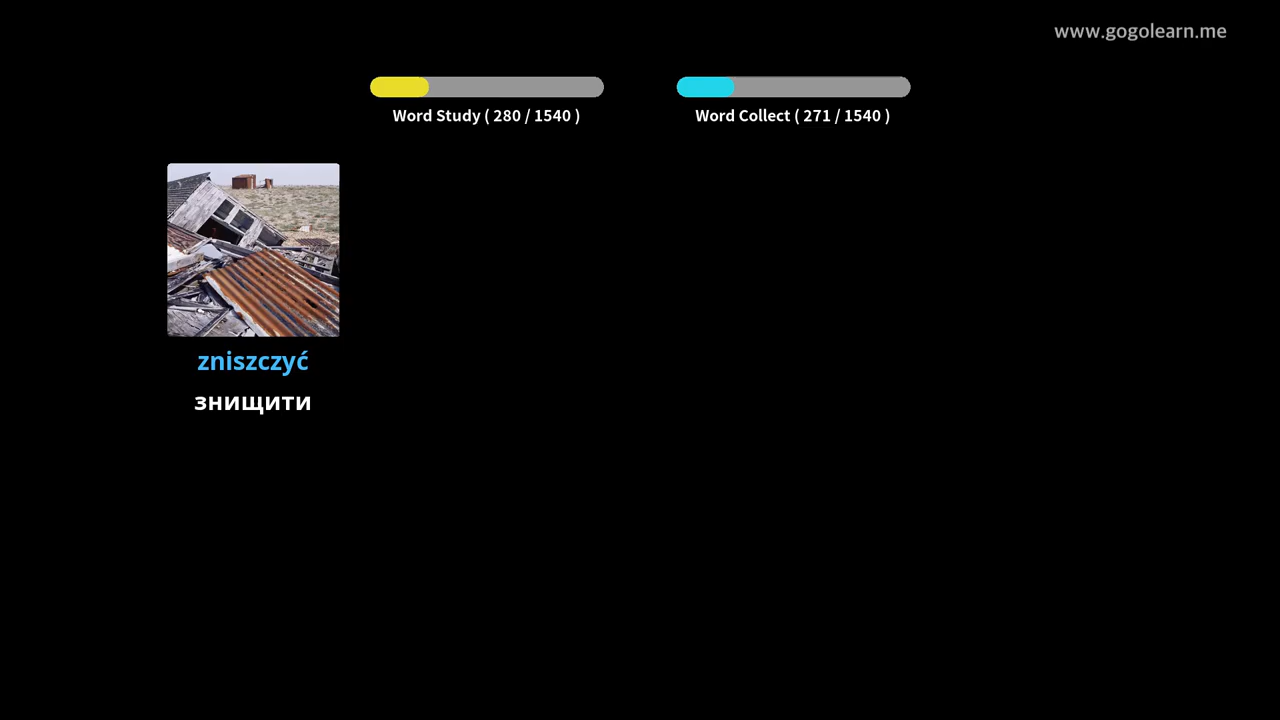 www.gogolearn.me
Word Study ( 280 / 1540 )
Word Collect ( 271 / 1540 )
zniszczyć
знищити